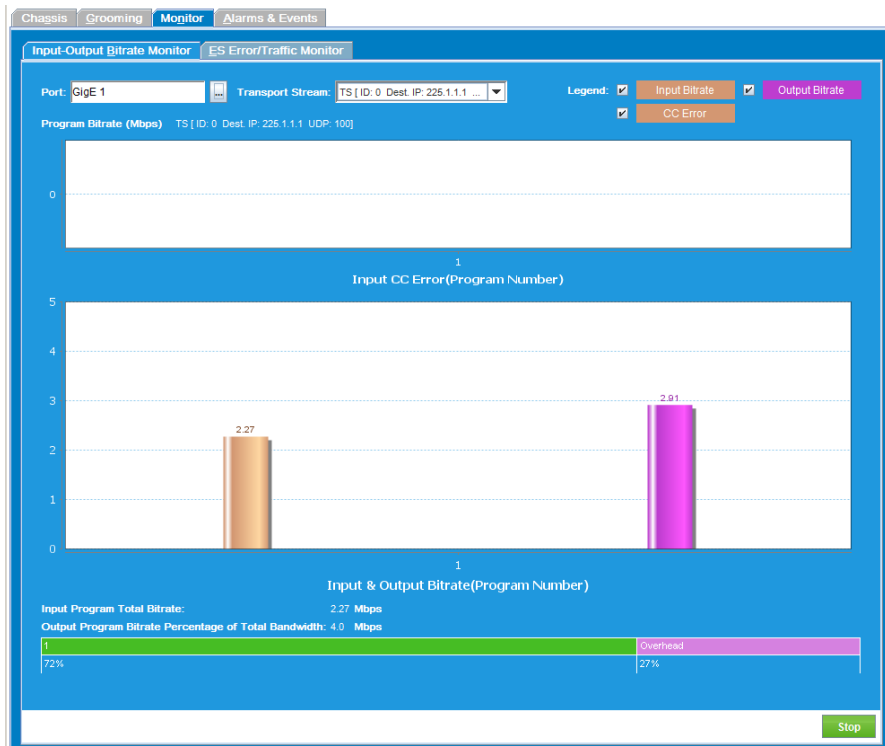 Chassis Grooming Monitor Alarms & Events
Input-Output Bitrate Monitor ES Error/Traffic Monitor
Port: GigE 1 ... Transport Stream: TS [ ID: 0 Dest. IP: 225.1.1.1 ... Legend: Input Bitrate Output Bitrate
CC Error
Program Bitrate (Mbps) TS [ ID: 0 Dest. IP: 225.1.1.1 UDP: 100]
0
1
Input CC Error(Program Number)
5
4
3
2.91
2.27
2
1
0
1
Input & Output Bitrate(Program Number)
Input Program Total Bitrate: 2.27 Mbps
Output Program Bitrate Percentage of Total Bandwidth: 4.0 Mbps
1 Overhead
72% 27%
Stop